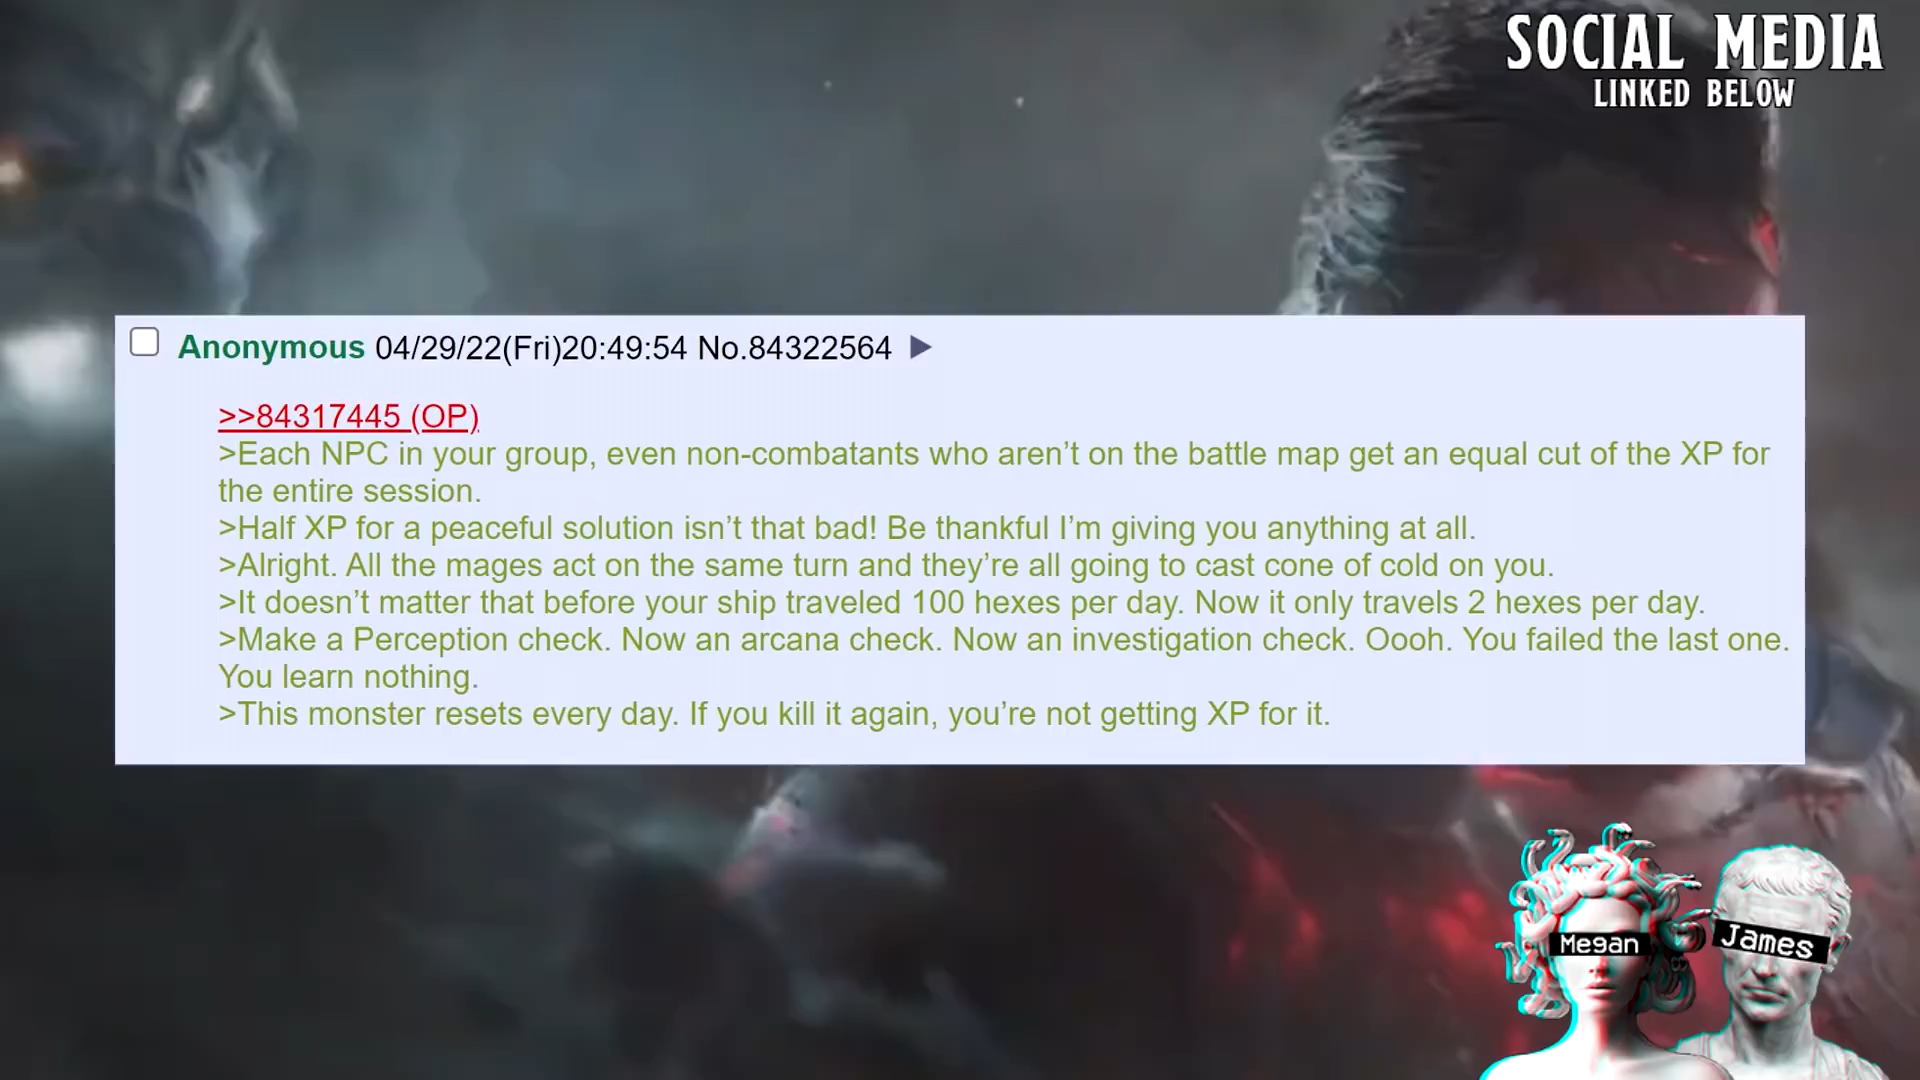 SOCIAL MEDIA
LINKED BELOW
Anonymous 04/29/22(Fri)20:49:54 No.84322564 ▶
>>84317445 (OP)
>Each NPC in your group, even non-combatants who aren’t on the battle map get an equal cut of the XP for
the entire session.
>Half XP for a peaceful solution isn’t that bad! Be thankful I’m giving you anything at all.
>Alright. All the mages act on the same turn and they’re all going to cast cone of cold on you.
>It doesn’t matter that before your ship traveled 100 hexes per day. Now it only travels 2 hexes per day.
>Make a Perception check. Now an arcana check. Now an investigation check. Oooh. You failed the last one.
You learn nothing.
>This monster resets every day. If you kill it again, you’re not getting XP for it.
Megan
James